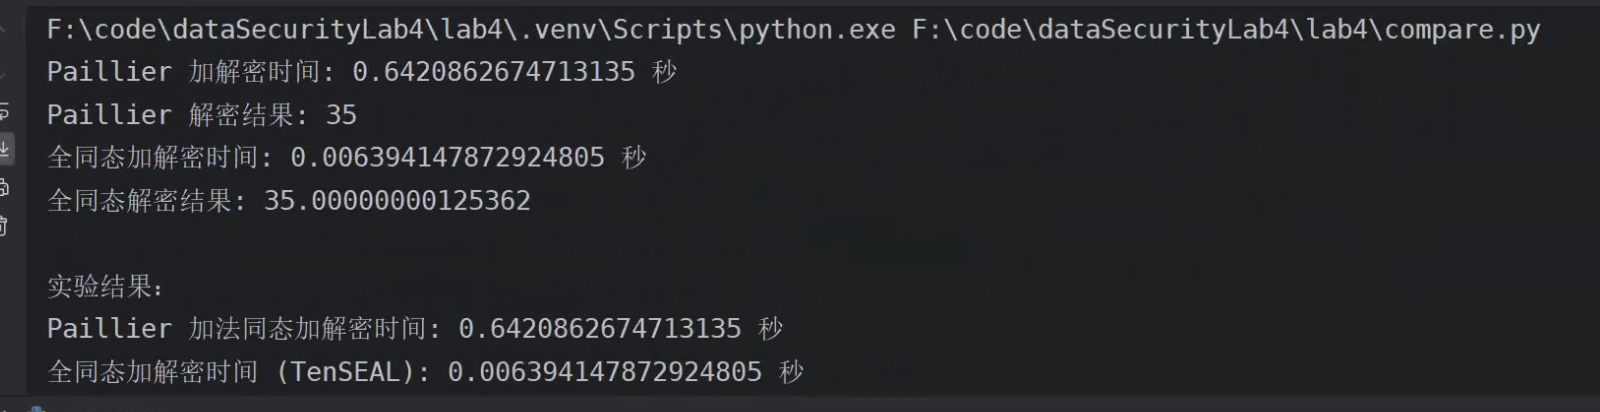 F:\code\dataSecurityLab4\lab4\.venv\Scripts\python.exe F:\code\dataSecurityLab4\lab4\compare.py
Paillier 加解密时间: 0.6420862674713135 秒
Paillier 解密结果: 35
全同态加解密时间: 0.006394147872924805 秒
全同态解密结果: 35.00000000125362
实验结果：
Paillier 加法同态加解密时间: 0.6420862674713135 秒
全同态加解密时间 (TenSEAL): 0.006394147872924805 秒